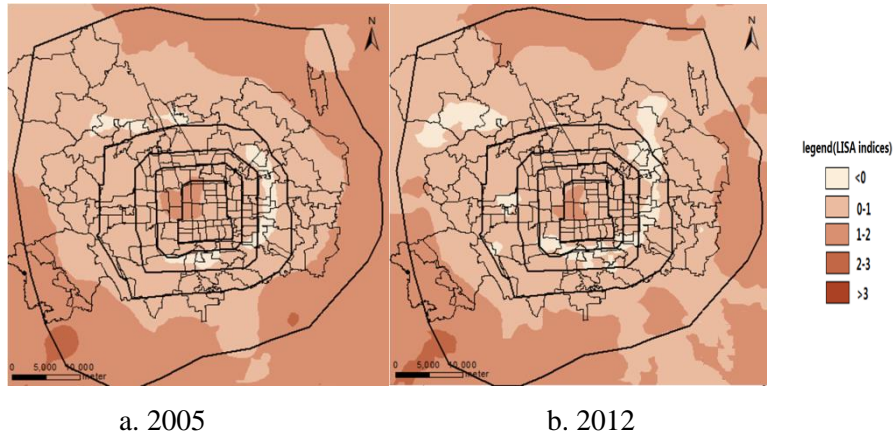 N
N
legend(LISA indices)
<0
0-1
1-2
2-3
>3
0 5,000 10,000
meter
0 5,000 10,000
meter
a. 2005
b. 2012